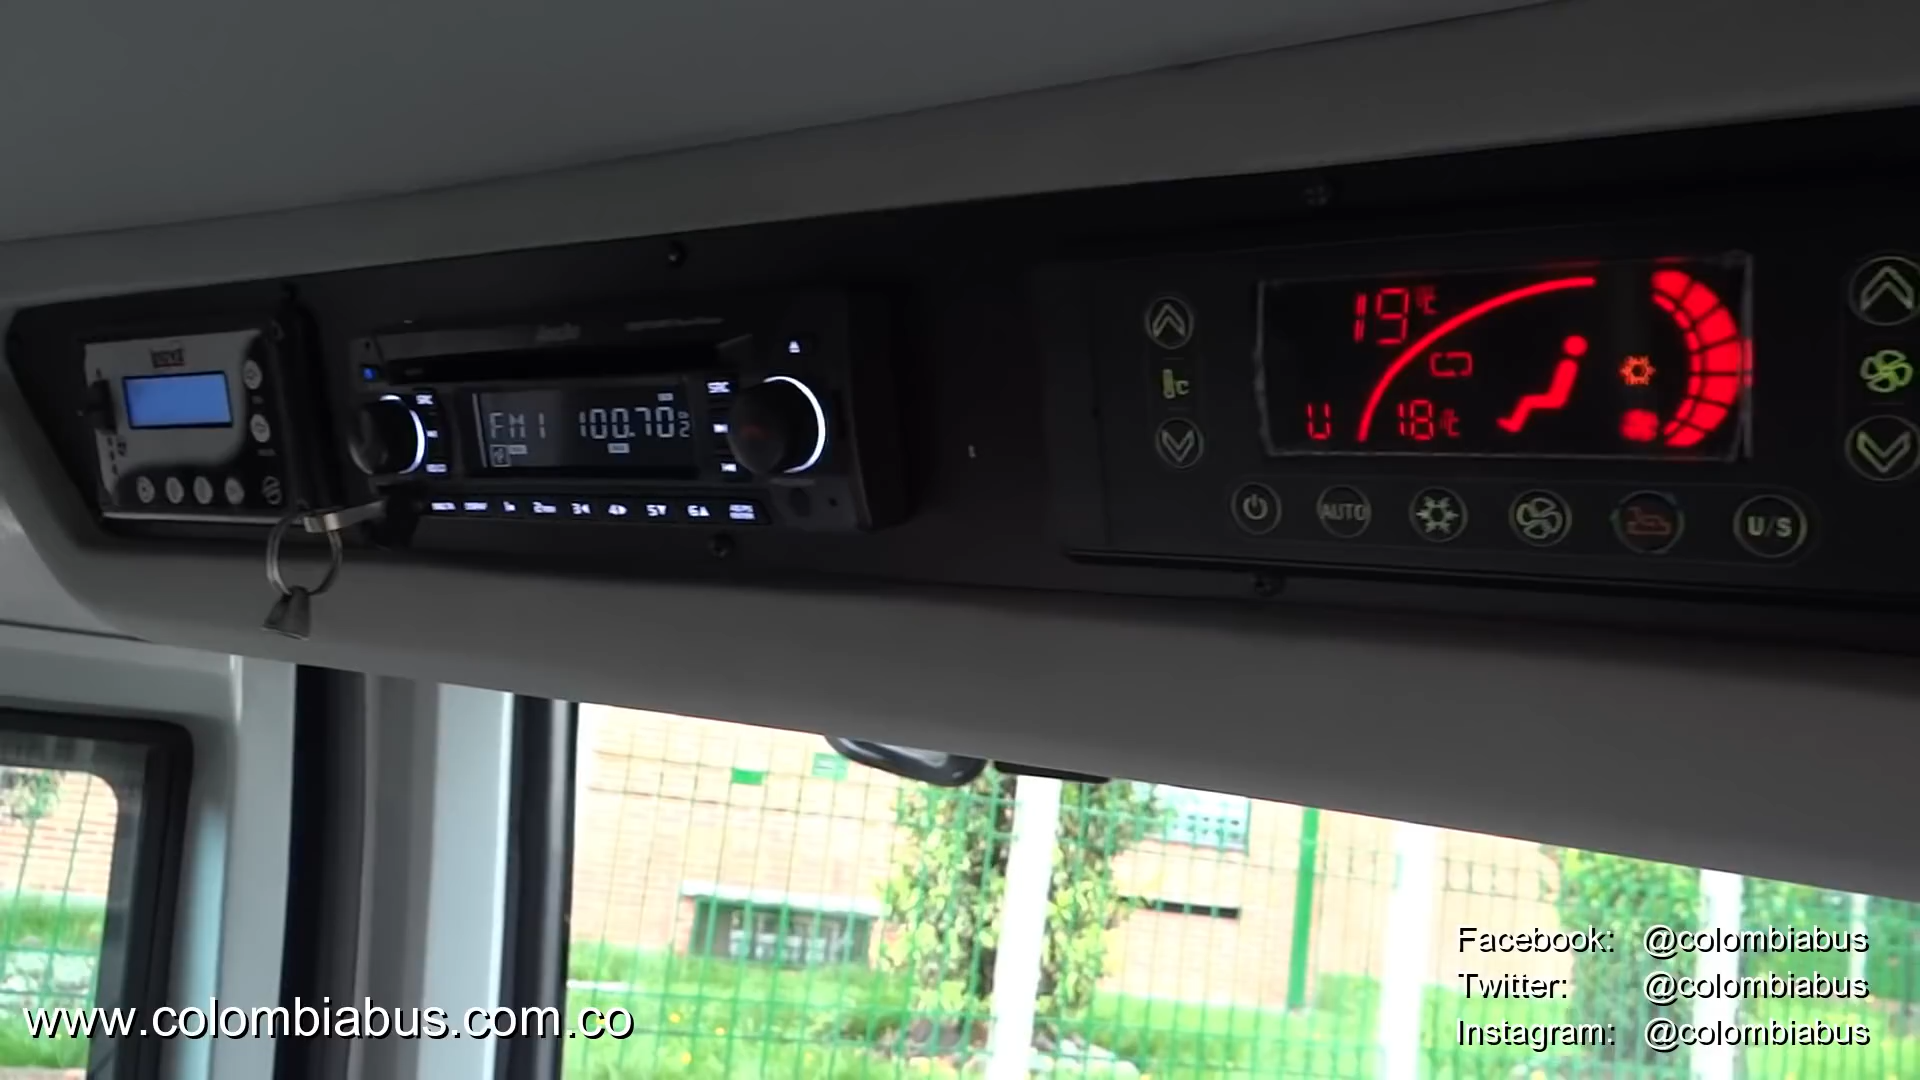 19°C
U 18°C
FM1 100.70
SRC
SRC
1
2
3
4
5
6
AUTO
U/S
°C
www.colombiabus.com.co
Facebook: @colombiabus
Twitter: @colombiabus
Instagram: @colombiabus